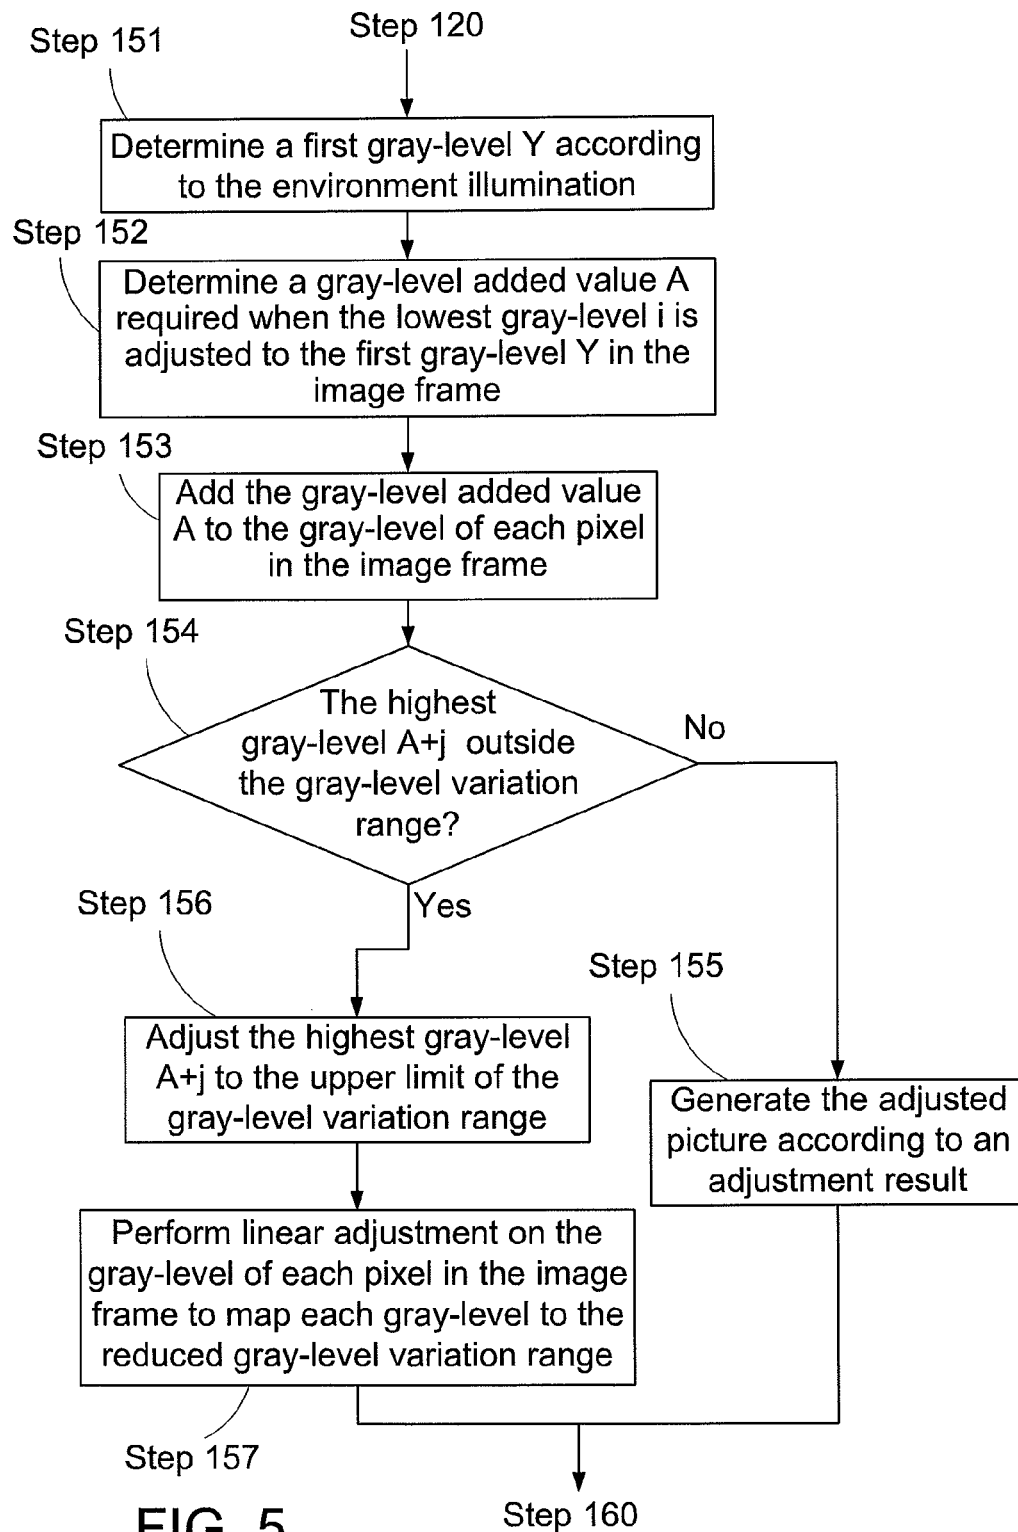 Step 120
Step 151
Determine a first gray-level Y according
to the environment illumination
Step 152
Determine a gray-level added value A
required when the lowest gray-level i is
adjusted to the first gray-level Y in the
image frame
Step 153
Add the gray-level added value
A to the gray-level of each pixel
in the image frame
Step 154
The highest
gray-level A+j outside
the gray-level variation
range?
No
Yes
Step 156
Step 155
Adjust the highest gray-level
A+j to the upper limit of the
gray-level variation range
Generate the adjusted
picture according to an
adjustment result
Perform linear adjustment on the
gray-level of each pixel in the image
frame to map each gray-level to the
reduced gray-level variation range
Step 157
Step 160
FIG. 5